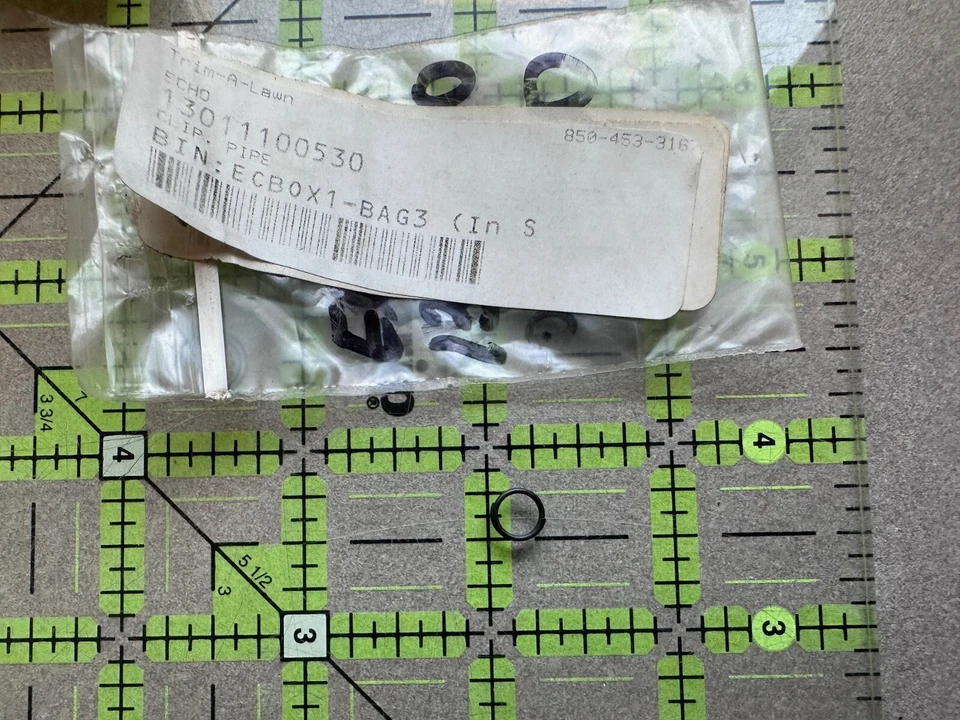 Trim-A-Lawn
ECHO
13011100530
CLIP, PIPE
BIN:ECBOX1-BAG3 (In S
850-453-316
5
4
4
3 3/4
5 1/2
3
3
3